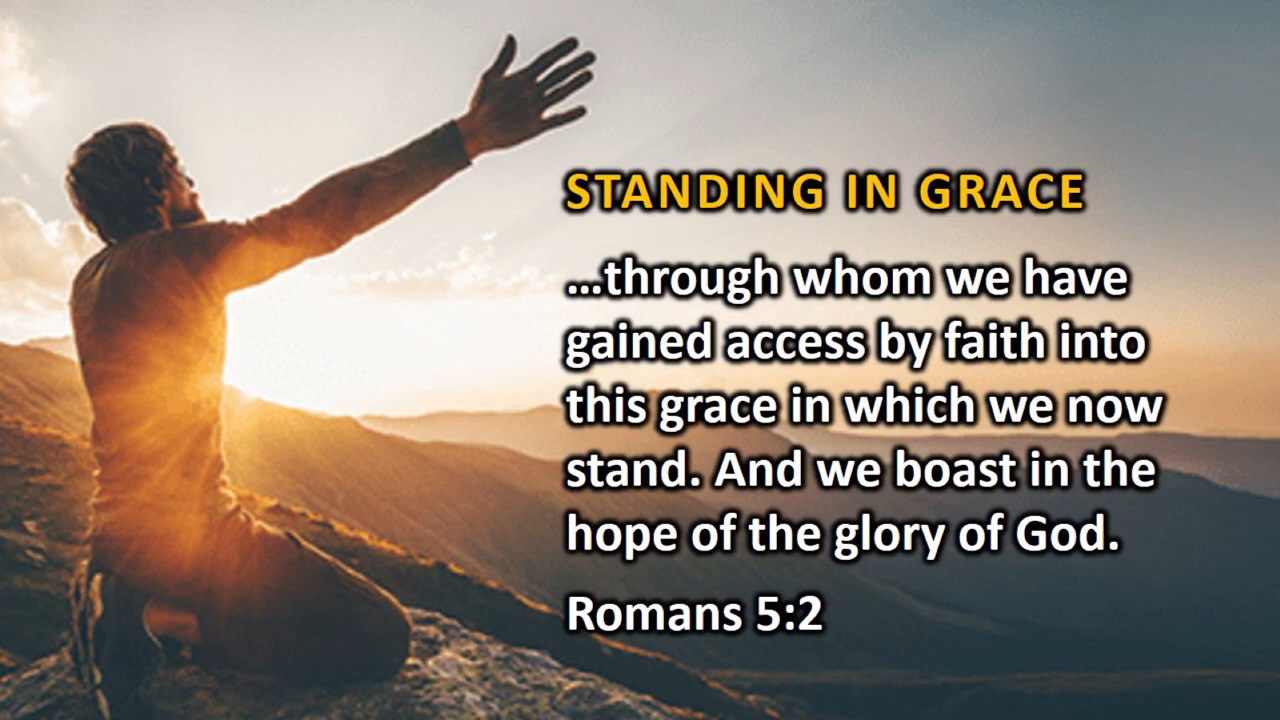 STANDING IN GRACE
...through whom we have
gained access by faith into
this grace in which we now
stand. And we boast in the
hope of the glory of God.
Romans 5:2